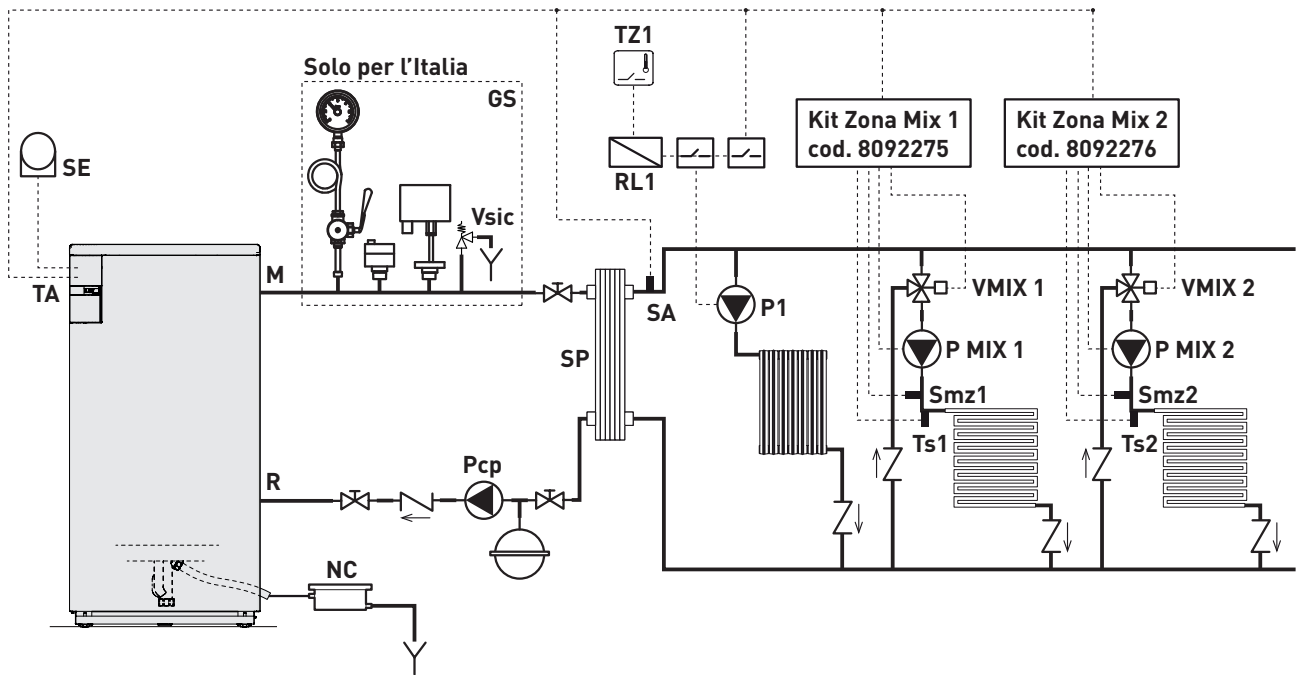 TZ1
Solo per l'Italia
GS
Kit Zona Mix 1
cod. 8092275
Kit Zona Mix 2
cod. 8092276
SE
RL1
Vsic
TA
M
SA
P1
VMIX 1
VMIX 2
SP
P MIX 1
P MIX 2
Smz1
Smz2
Ts1
Ts2
Pcp
R
NC